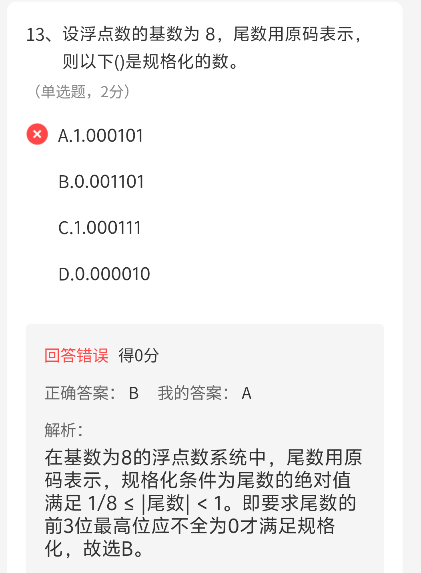 13、设浮点数的基数为 8，尾数用原码表示，
则以下()是规格化的数。
（单选题，2分）
A.1.000101
B.0.001101
C.1.000111
D.0.000010
回答错误 得0分
正确答案： B 我的答案： A
解析：
在基数为8的浮点数系统中，尾数用原
码表示，规格化条件为尾数的绝对值
满足 1/8 ≤ |尾数| < 1。即要求尾数的
前3位最高位应不全为0才满足规格
化，故选B。